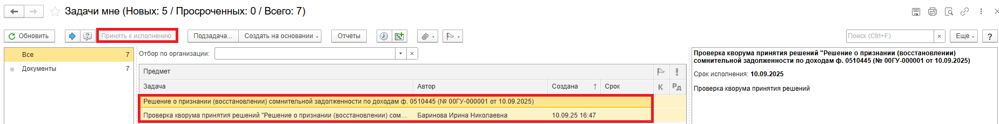 Задачи мне (Новых: 5 / Просроченных: 0 / Всего: 7)
Обновить
Принять к исполнению
Подзадача...
Создать на основании
Отчеты
Поиск (Ctrl+F)
×
Еще
?
Все 7
Документы 7
Отбор по организации:
×
Предмет
Задача Автор Создана ↑ Срок К Рд
Решение о признании (восстановлении) сомнительной задолженности по доходам ф. 0510445 (№ 00ГУ-000001 от 10.09.2025)
Проверка кворума принятия решений "Решение о признании (восстановлении) сом... Баринова Ирина Николаевна 10.09.25 16:47
Проверка кворума принятия решений "Решение о признании (восстановлении)
сомнительной задолженности по доходам ф. 0510445 (№ 00ГУ-000001 от 10.09.2025)
Срок исполнения: 10.09.2025
Проверка кворума принятия решений